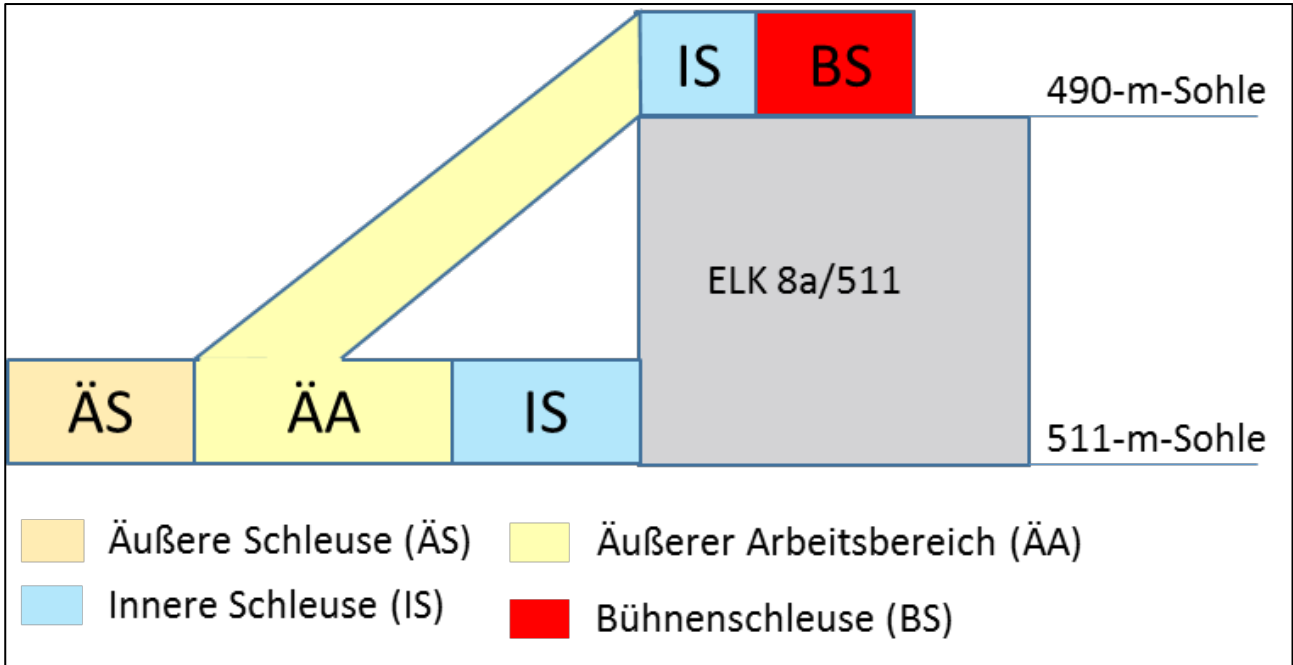 IS
BS
490-m-Sohle
ELK 8a/511
ÄS
ÄA
IS
511-m-Sohle
Äußere Schleuse (ÄS)
Äußerer Arbeitsbereich (ÄA)
Innere Schleuse (IS)
Bühnenschleuse (BS)